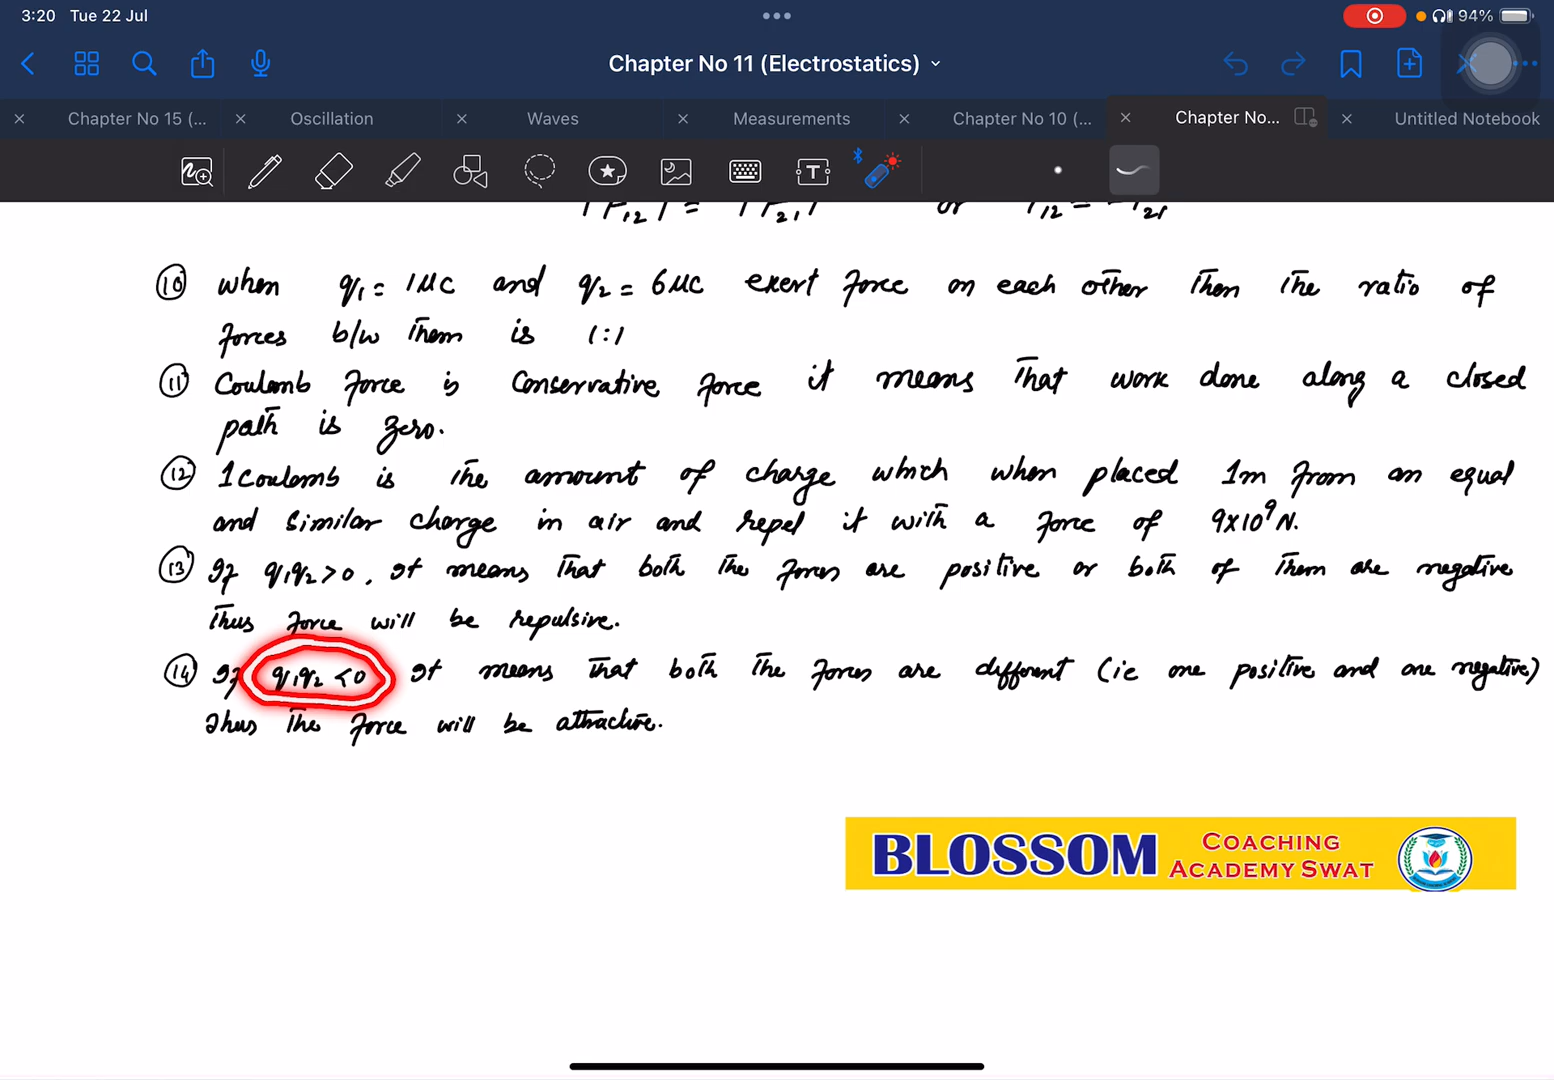 3:20 Tue 22 Jul
94%
Chapter No 11 (Electrostatics)
Chapter No 15 (...
Oscillation
Waves
Measurements
Chapter No 10 (...
Chapter No...
Untitled Notebook
|F12| = |F21| or F12 = -F21
(10) when q1 = 1μC and q2 = 6μC exert force on each other then the ratio of
forces b/w them is 1:1
(11) Coulomb force is conservative force it means that work done along a closed
path is zero.
(12) 1 Coulomb is the amount of charge which when placed 1m from an equal
and similar charge in air and repel it with a force of 9x10⁹N.
(13) If q1q2 > 0, It means that both the forces are positive or both of them are negative
Thus force will be repulsive.
(14) If q1q2 < 0 It means that both the forces are different (ie one positive and one negative)
Thus the force will be attractive.
BLOSSOM COACHING
ACADEMY SWAT